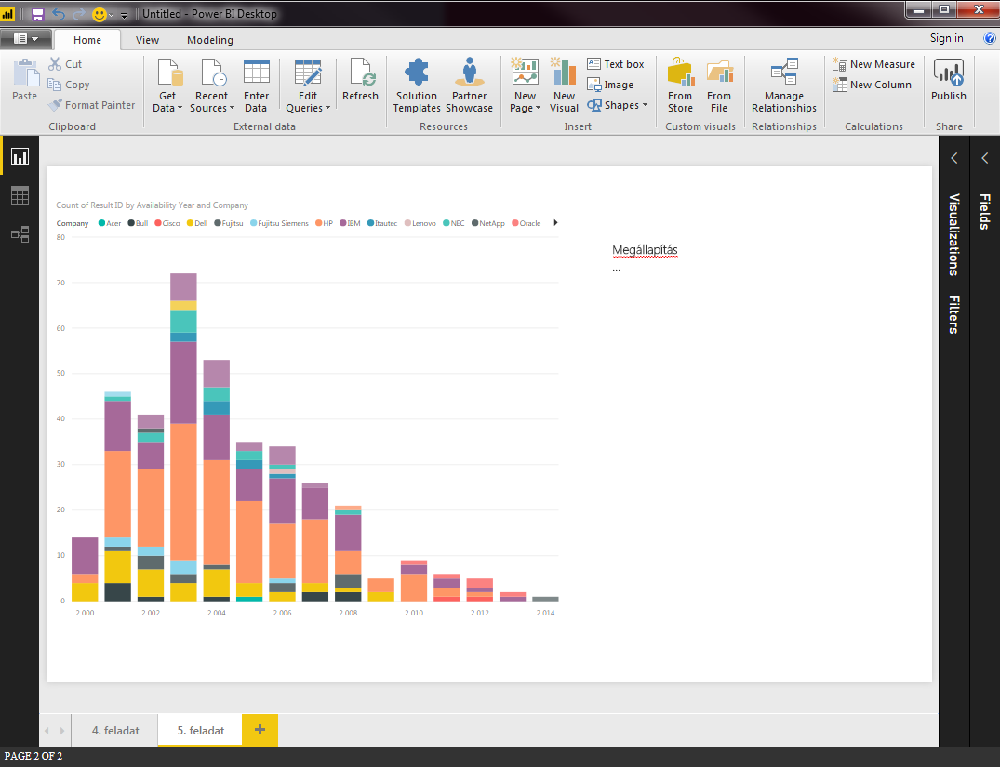 Untitled - Power BI Desktop
Home View Modeling Sign in
Paste Cut
Copy
Format Painter
Clipboard
Get Data Recent Sources Enter Data Edit Queries Refresh
External data
Solution Templates Partner Showcase
Resources
New Page New Visual Text box
Image
Shapes
Insert
From Store From File
Custom visuals
Manage Relationships
Relationships
New Measure
New Column
Calculations
Publish
Share
Count of Result ID by Availability Year and Company
Company Acer Bull Cisco Dell Fujitsu Fujitsu Siemens HP IBM Itautec Lenovo NEC NetApp Oracle
80
70
60
50
40
30
20
10
0
2 000 2 002 2 004 2 006 2 008 2 010 2 012 2 014
Megállapítás
...
Visualizations
Filters
Fields
4. feladat 5. feladat +
PAGE 2 OF 2